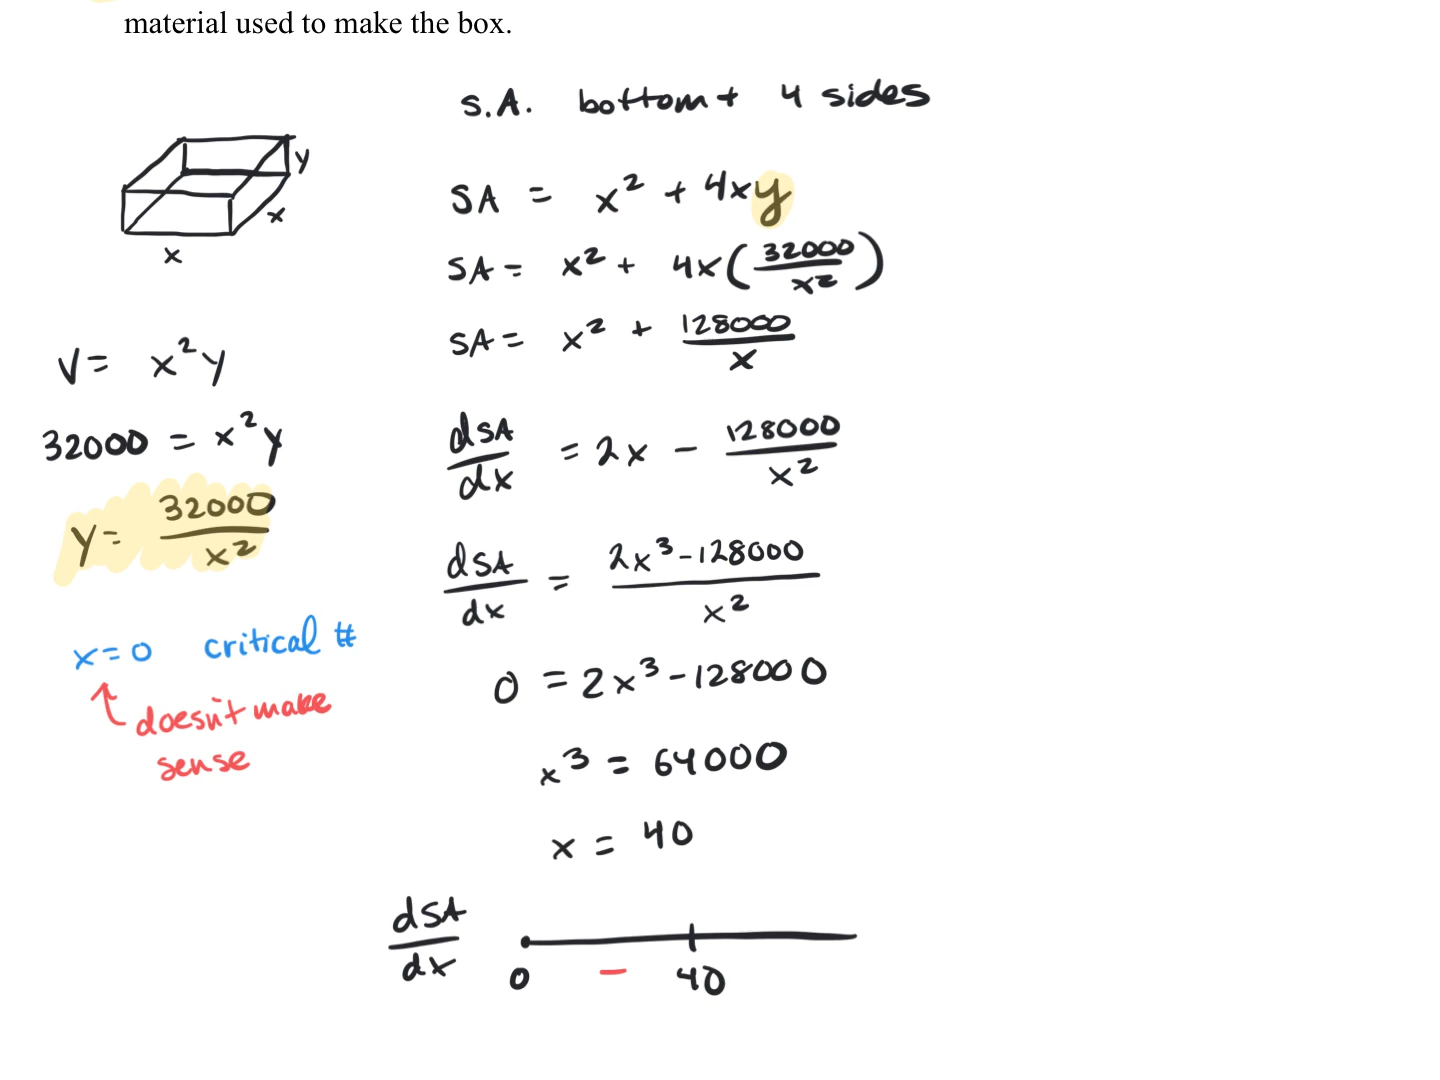 material used to make the box.
S.A. bottom + 4 sides
y
x
x
SA = x² + 4xy
SA = x² + 4x(32000/x²)
SA = x² + 128000/x
V = x²y
32000 = x²y
y = 32000/x²
x=0 critical #
doesn't make
sense
dSA/dx = 2x - 128000/x²
dSA/dx = 2x³-128000/x²
0 = 2x³-128000
x³ = 64000
x = 40
dSA/dx
0 - 40